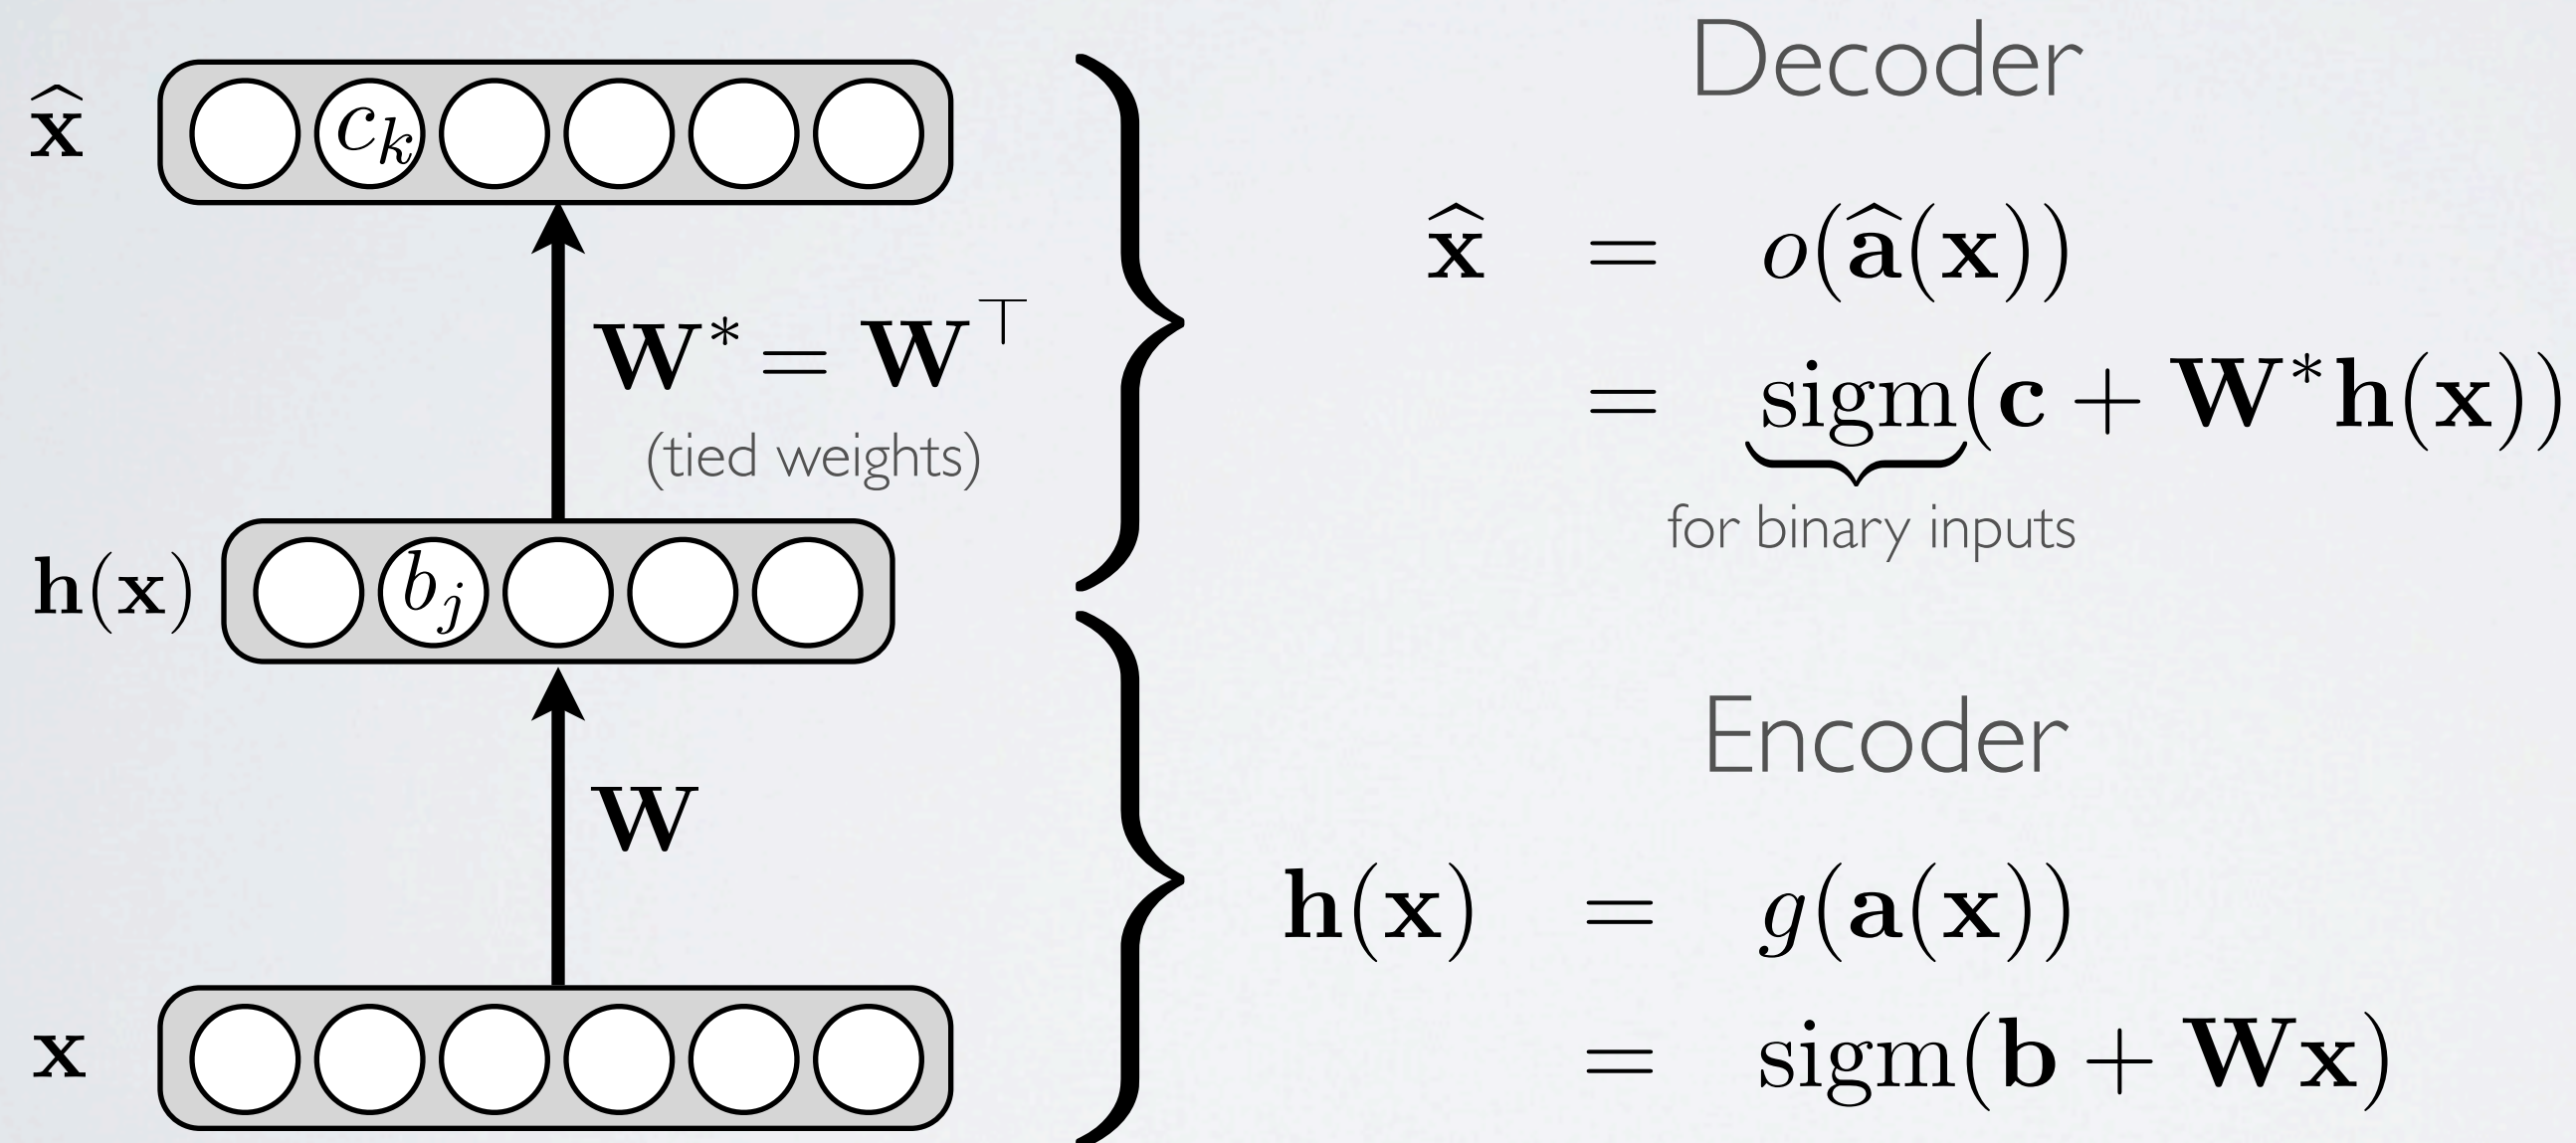 x̂
c_k
W* = W^⊤
(tied weights)
h(x)
b_j
W
x
Decoder
x̂ = o(â(x))
= sigm(c + W*h(x))
for binary inputs
Encoder
h(x) = g(a(x))
= sigm(b + Wx)